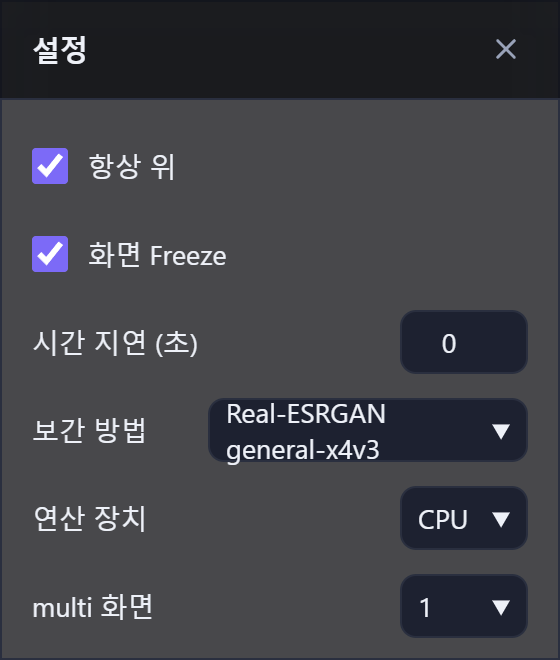 설정
항상 위
화면 Freeze
시간 지연 (초) 0
보간 방법 Real-ESRGAN
general-x4v3
연산 장치 CPU
multi 화면 1